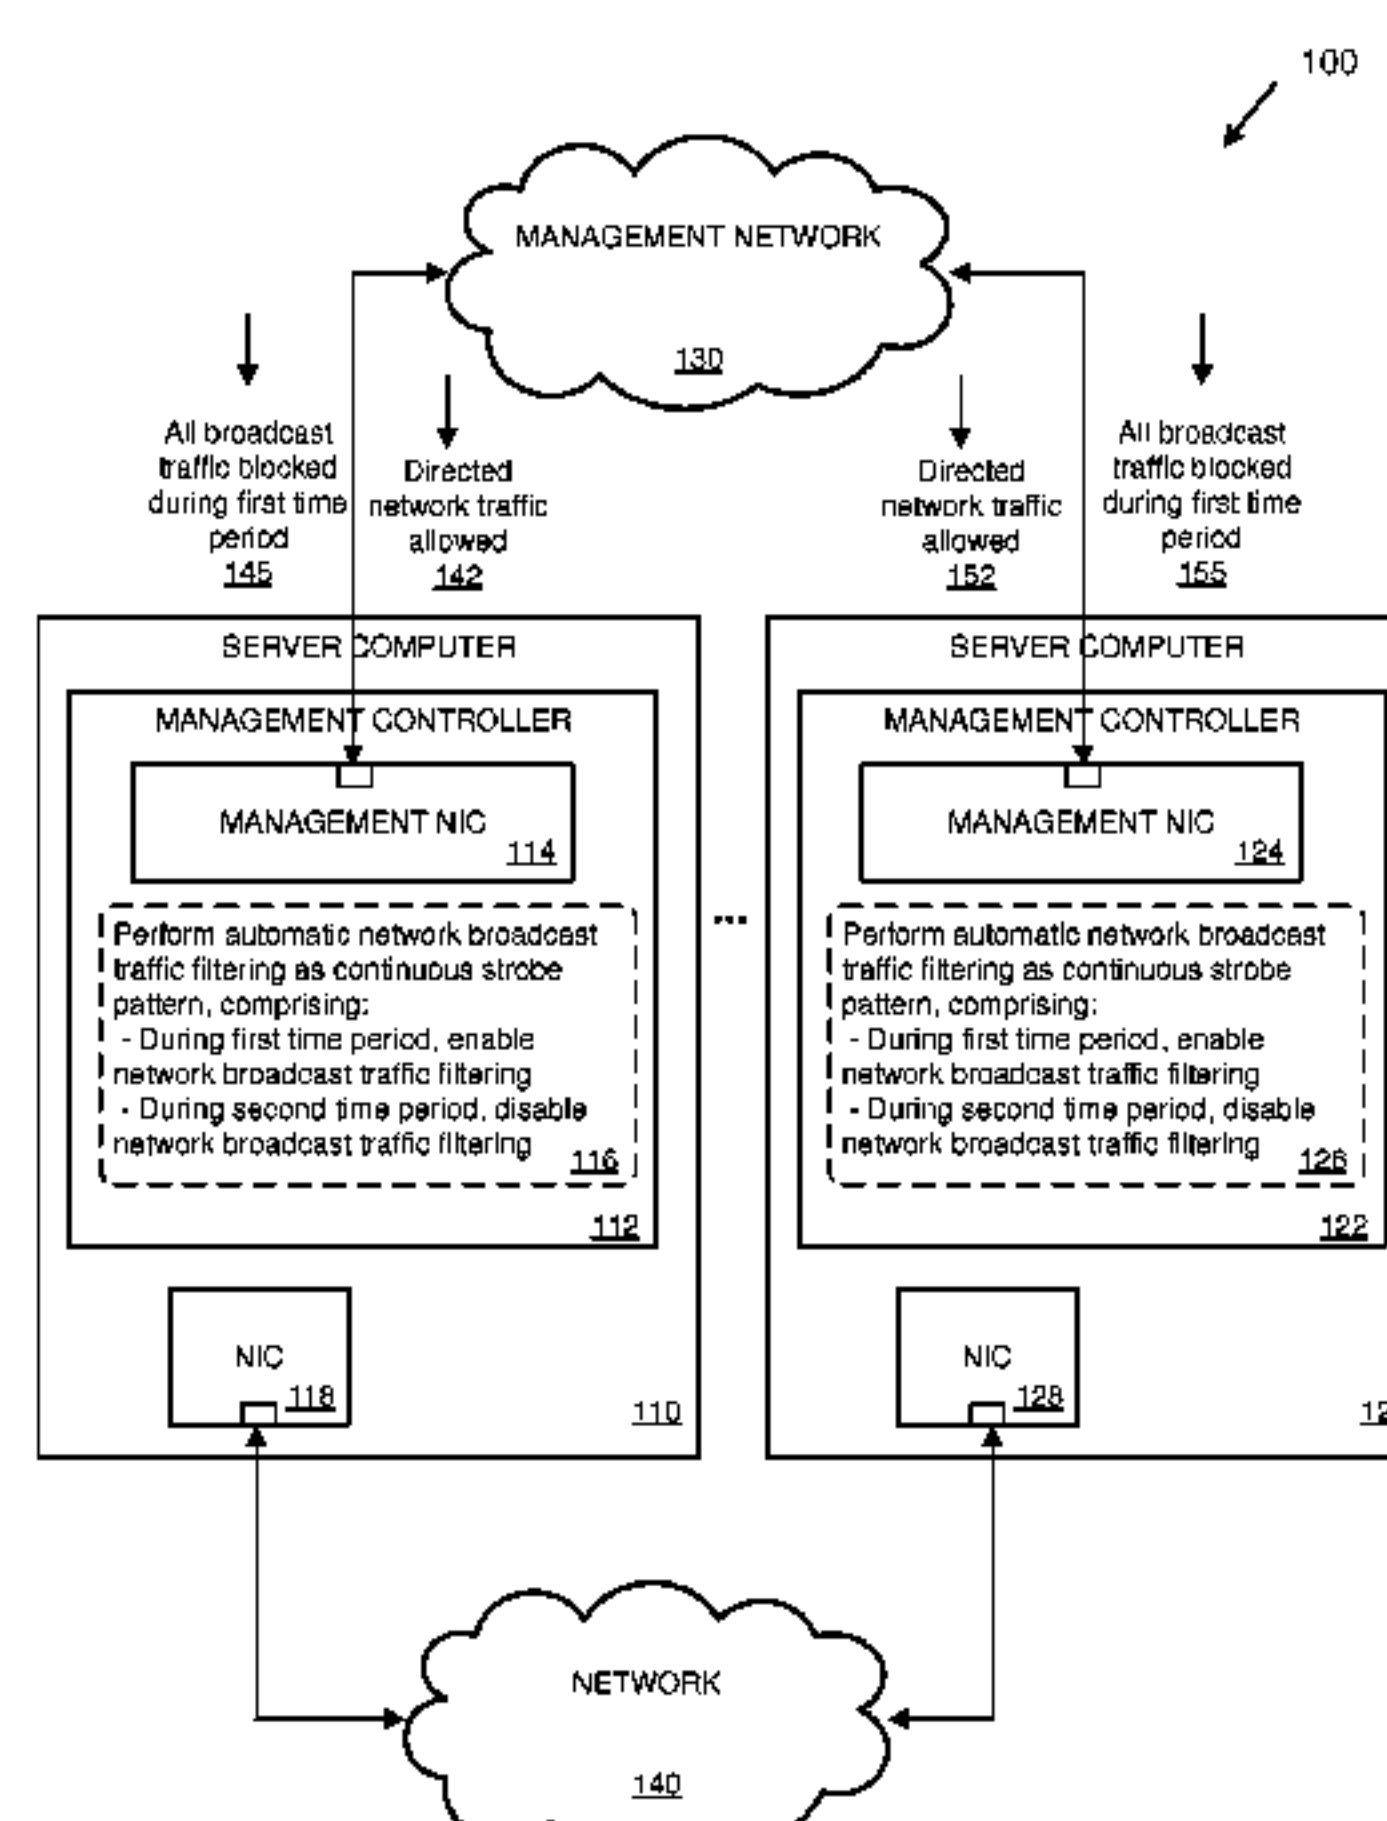 100
MANAGEMENT NETWORK
130
All broadcast
traffic blocked
during first time
period
145
Directed
network traffic
allowed
142
Directed
network traffic
allowed
152
All broadcast
traffic blocked
during first time
period
155
SERVER COMPUTER
MANAGEMENT CONTROLLER
MANAGEMENT NIC
114
Perform automatic network broadcast
traffic filtering as continuous strobe
pattern, comprising:
- During first time period, enable
network broadcast traffic filtering
- During second time period, disable
network broadcast traffic filtering
116
112
NIC
118
110
...
SERVER COMPUTER
MANAGEMENT CONTROLLER
MANAGEMENT NIC
124
Perform automatic network broadcast
traffic filtering as continuous strobe
pattern, comprising:
- During first time period, enable
network broadcast traffic filtering
- During second time period, disable
network broadcast traffic filtering
126
122
NIC
128
NETWORK
140